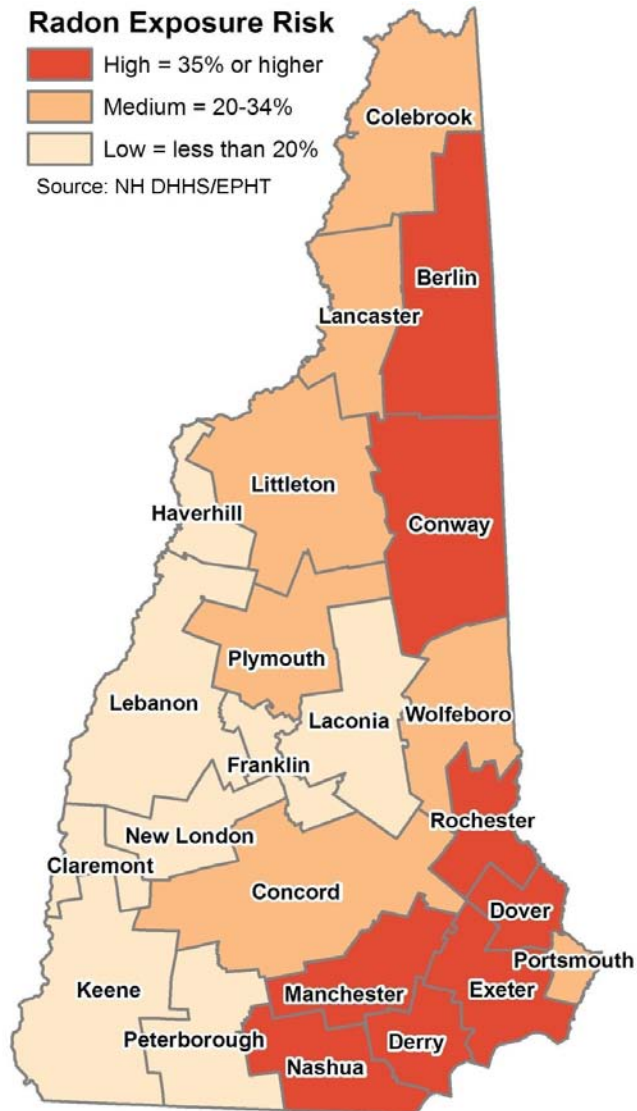 Radon Exposure Risk
High = 35% or higher
Medium = 20-34%
Low = less than 20%
Source: NH DHHS/EPHT
Colebrook
Berlin
Lancaster
Littleton
Haverhill
Conway
Plymouth
Lebanon
Laconia
Wolfeboro
Franklin
Rochester
New London
Claremont
Concord
Dover
Portsmouth
Keene
Manchester
Exeter
Peterborough
Derry
Nashua